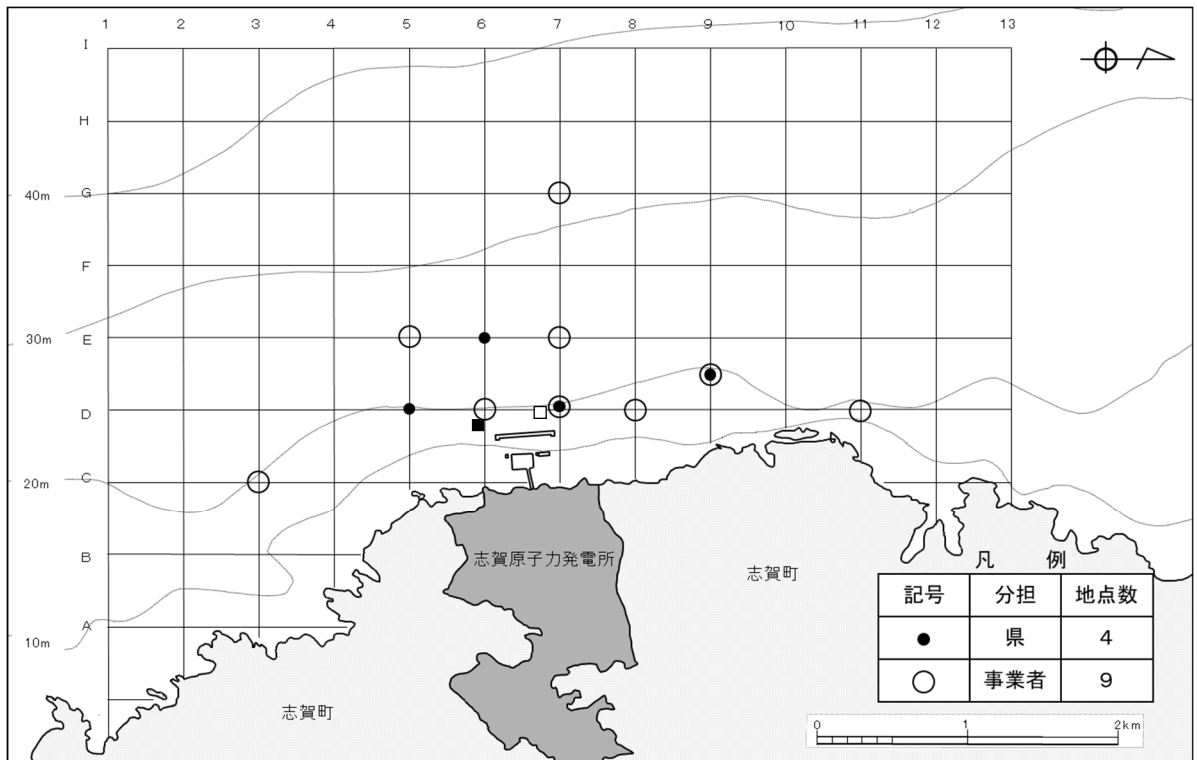 1 2 3 4 5 6 7 8 9 10 11 12 13
I
H
40m G
F
30m E
D
20m C
B
A
10m
志賀原子力発電所
志賀町
志賀町
凡 例
記号 分担 地点数
● 県 4
○ 事業者 9
0 1 2km